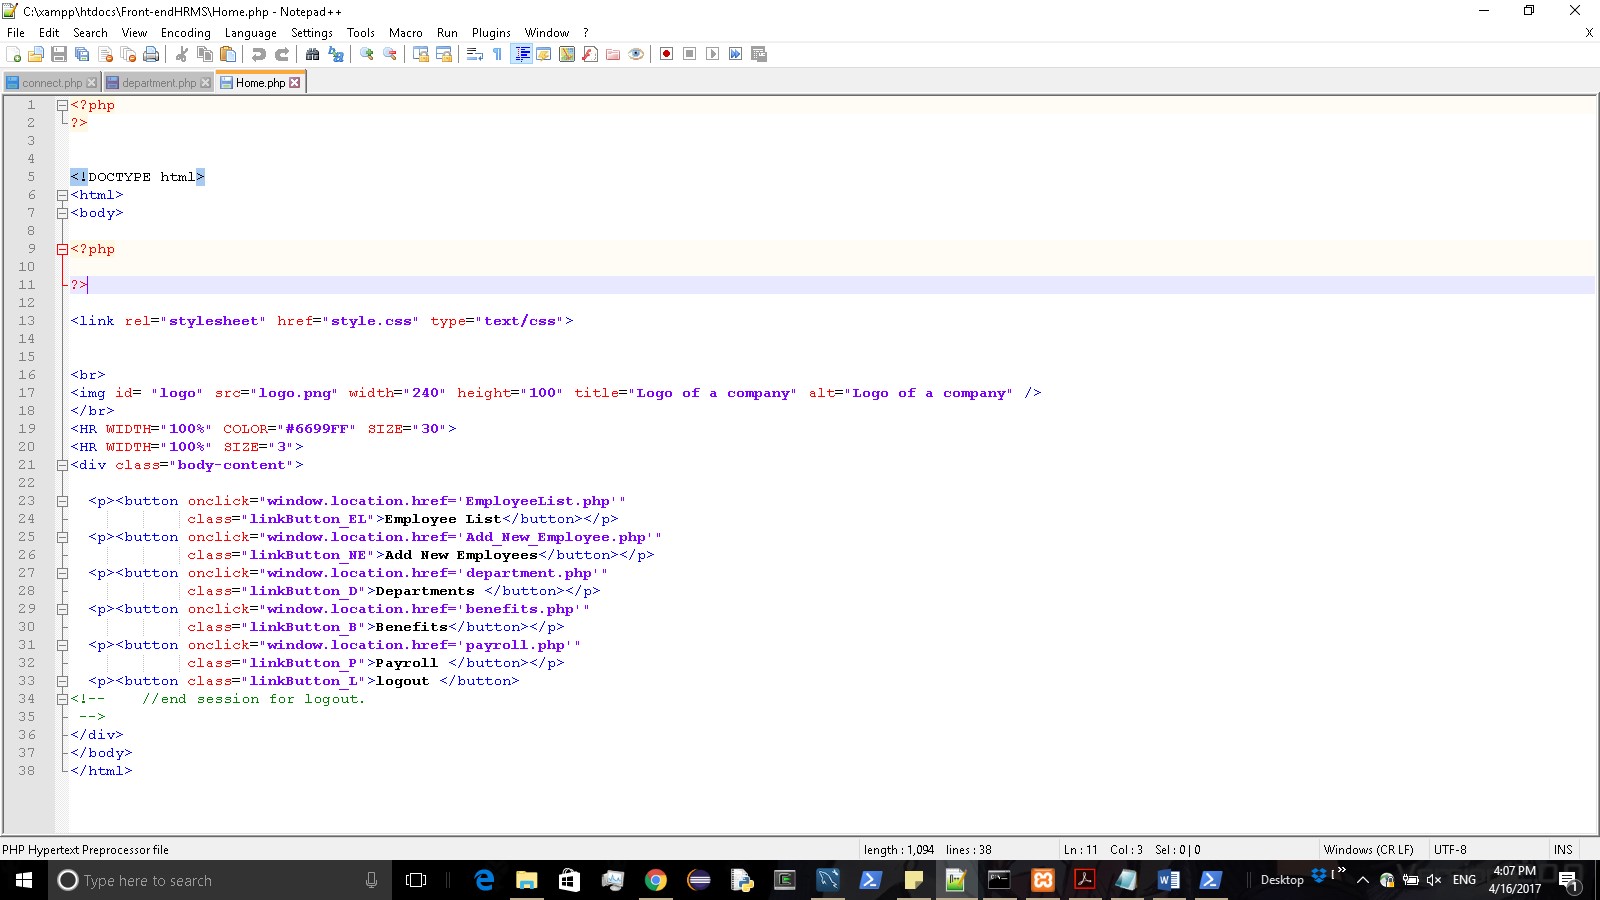 C:\xampp\htdocs\Front-endHRMS\Home.php - Notepad++
File Edit Search View Encoding Language Settings Tools Macro Run Plugins Window ? X
connect.php department.php Home.php
1 <?php
2 ?>
3
4
5 <!DOCTYPE html>
6 <html>
7 <body>
8
9 <?php
10
11 ?>
12
13 <link rel="stylesheet" href="style.css" type="text/css">
14
15
16 <br>
17 <img id= "logo" src="logo.png" width="240" height="100" title="Logo of a company" alt="Logo of a company" />
18 </br>
19 <HR WIDTH="100%" COLOR="#6699FF" SIZE="30">
20 <HR WIDTH="100%" SIZE="3">
21 <div class="body-content">
22
23 <p><button onclick="window.location.href='EmployeeList.php'"
24 class="linkButton_EL">Employee List</button></p>
25 <p><button onclick="window.location.href='Add_New_Employee.php'"
26 class="linkButton_NE">Add New Employees</button></p>
27 <p><button onclick="window.location.href='department.php'"
28 class="linkButton_D">Departments </button></p>
29 <p><button onclick="window.location.href='benefits.php'"
30 class="linkButton_B">Benefits</button></p>
31 <p><button onclick="window.location.href='payroll.php'"
32 class="linkButton_P">Payroll </button></p>
33 <p><button class="linkButton_L">logout </button>
34 <!-- //end session for logout.
35 -->
36 </div>
37 </body>
38 </html>
PHP Hypertext Preprocessor file length : 1,094 lines : 38 Ln : 11 Col : 3 Sel : 0 | 0 Windows (CR LF) UTF-8 INS
Type here to search Desktop ENG 4:07 PM
4/16/2017 1